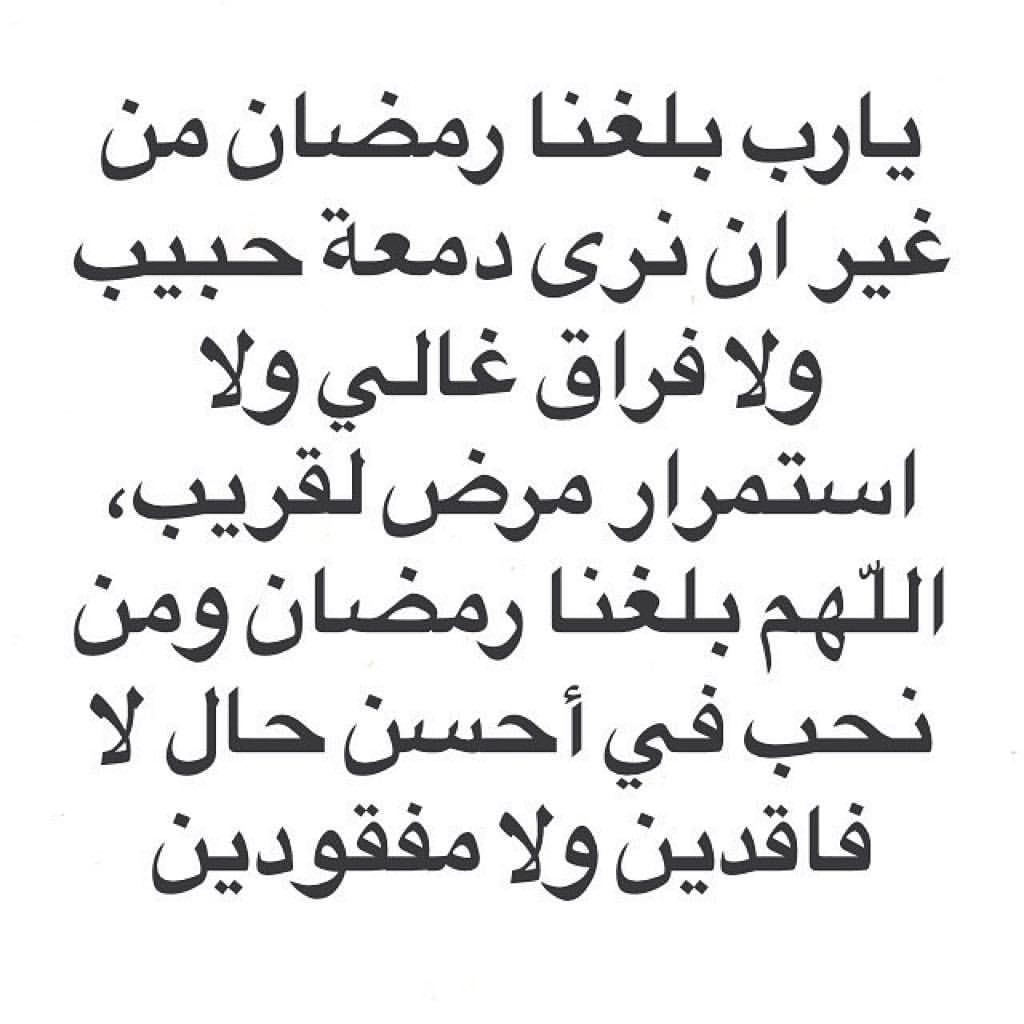 يارب بلغنا رمضان من
غير ان نرى دمعة حبيب
ولا فراق غالي ولا
استمرار مرض لقريب،
اللّهم بلغنا رمضان ومن
نحب في أحسن حال لا
فاقدين ولا مفقودين